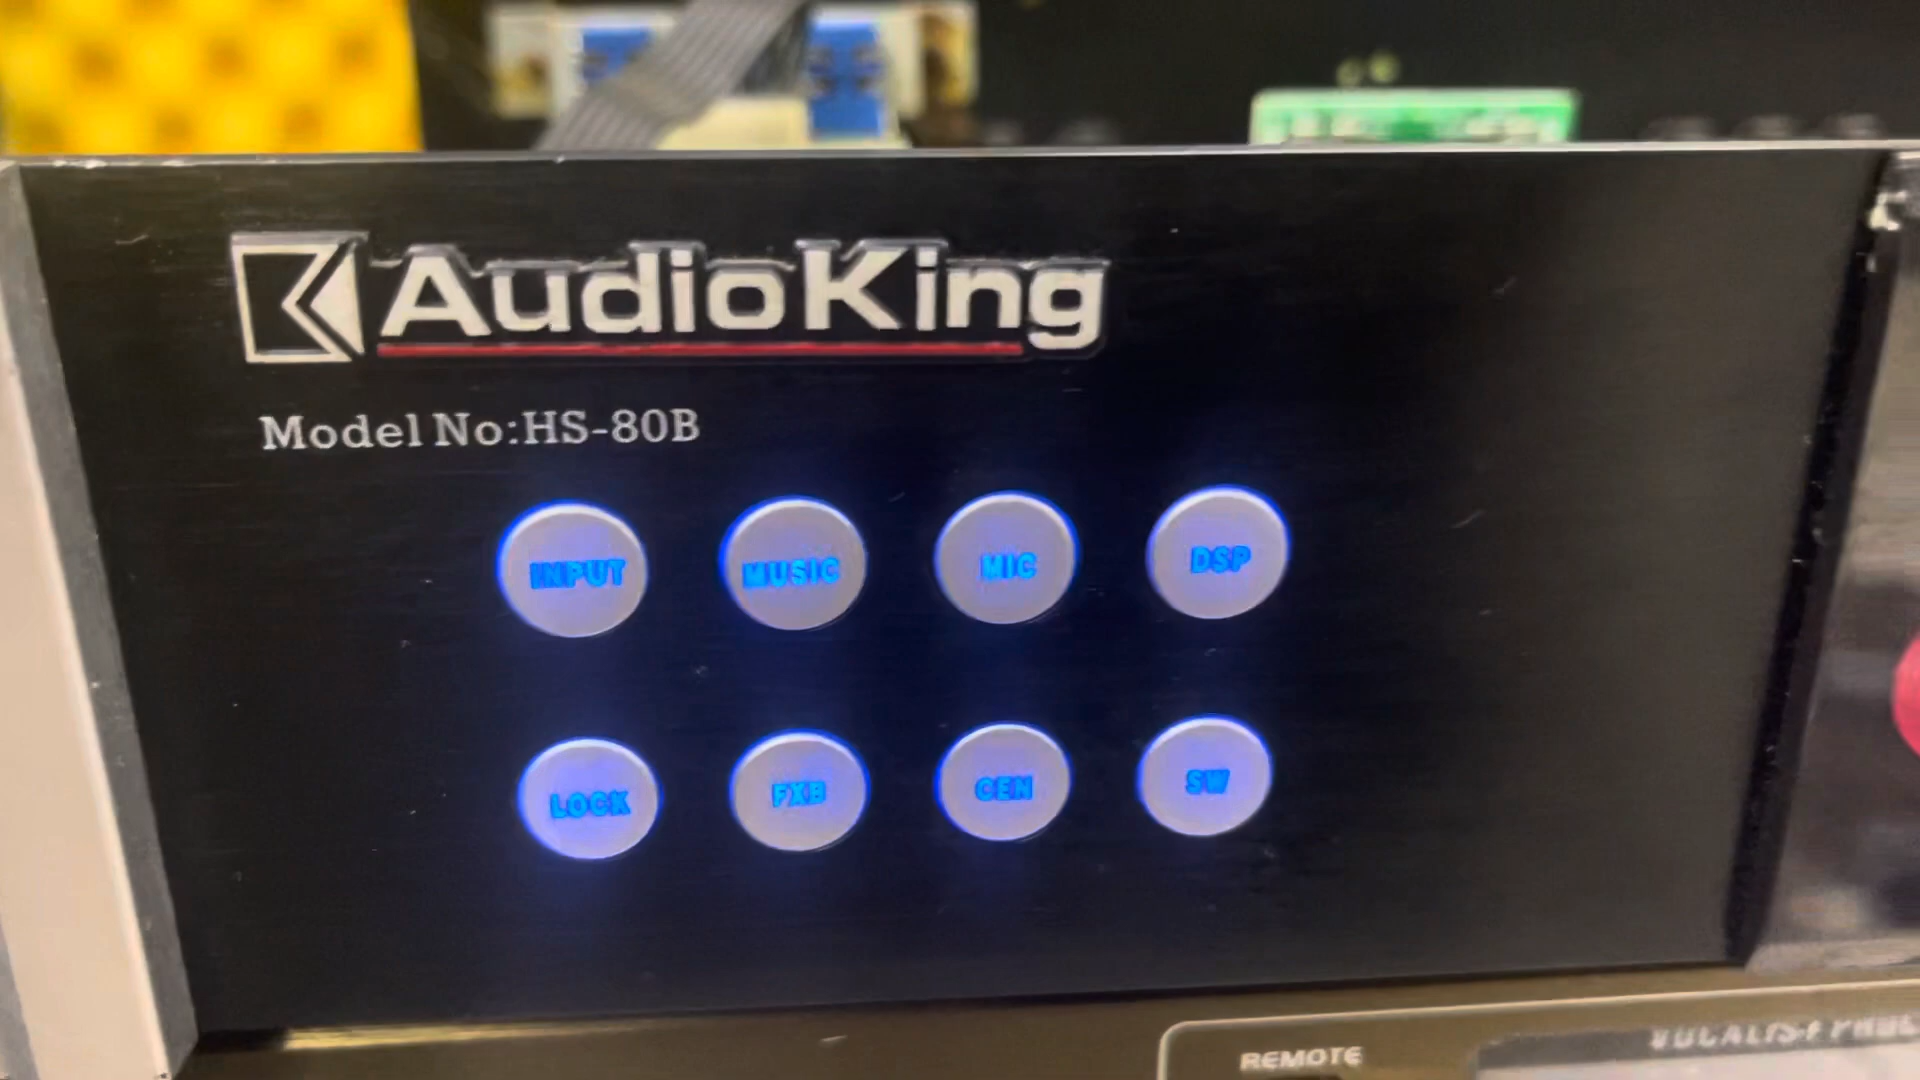 AudioKing
Model No:HS-80B
INPUT MUSIC MIC DSP
LOCK FXB CEN SW
REMOTE